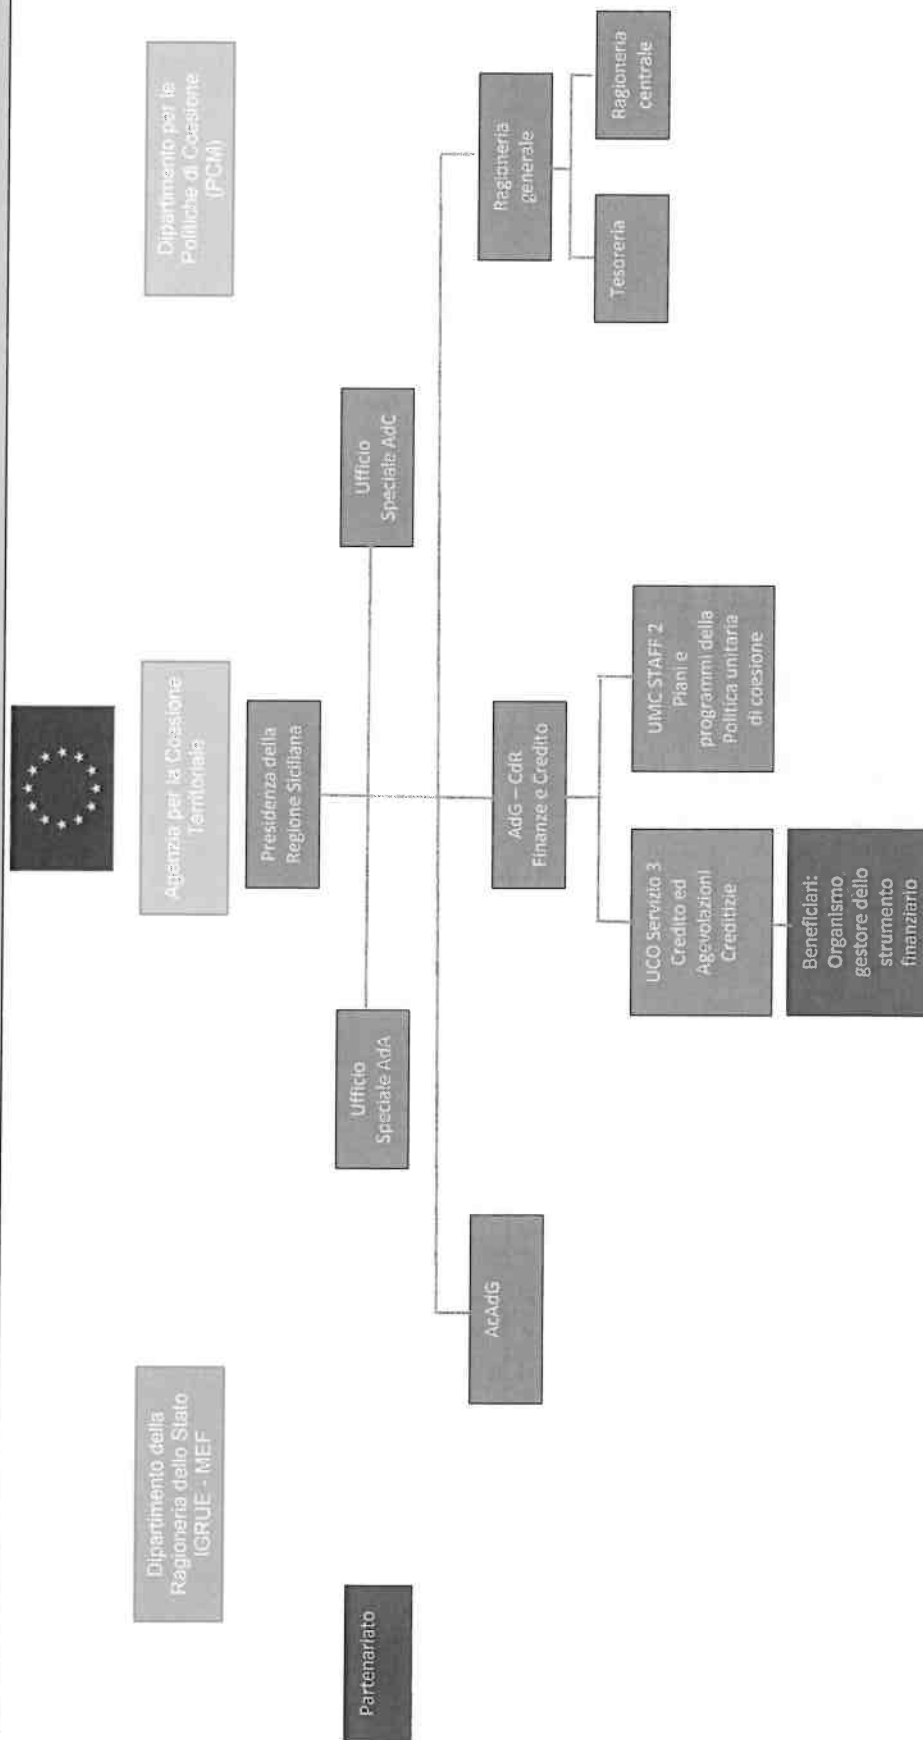 Dipartimento della
Ragioneria dello Stato
IGRUE - MEF
Agenzia per la Coesione
Territoriale
Dipartimento per le
Politiche di Coesione
(PCM)
Presidenza della
Regione Siciliana
Partenariato
Ufficio
Speciale AdA
Ufficio
Speciale AdC
AcAdG
AdG – CdR
Finanze e Credito
Ragioneria
generale
UCO Servizio 3
Credito ed
Agevolazioni
Creditizie
UMC STAFF 2
Piani e
programmi della
Politica unitaria
di coesione
Tesoreria
Ragioneria
centrale
Beneficiari:
Organismo
gestore dello
strumento
finanziario